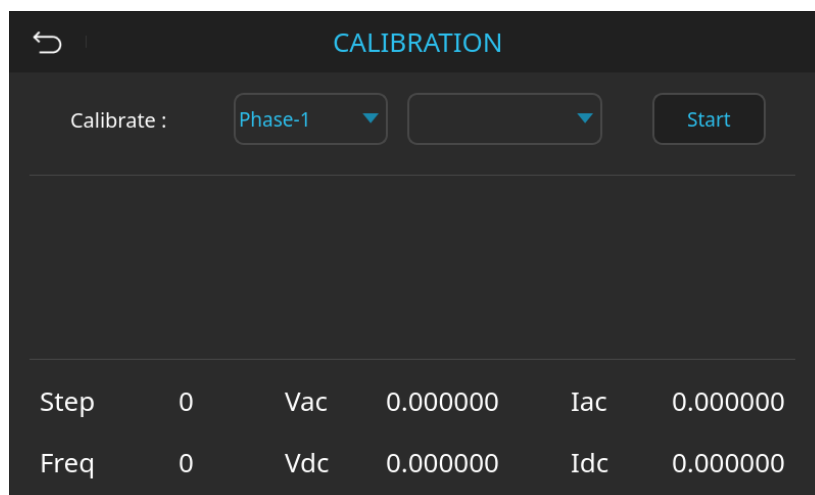 CALIBRATION
Calibrate : Phase-1 Start
Step 0 Vac 0.000000 Iac 0.000000
Freq 0 Vdc 0.000000 Idc 0.000000